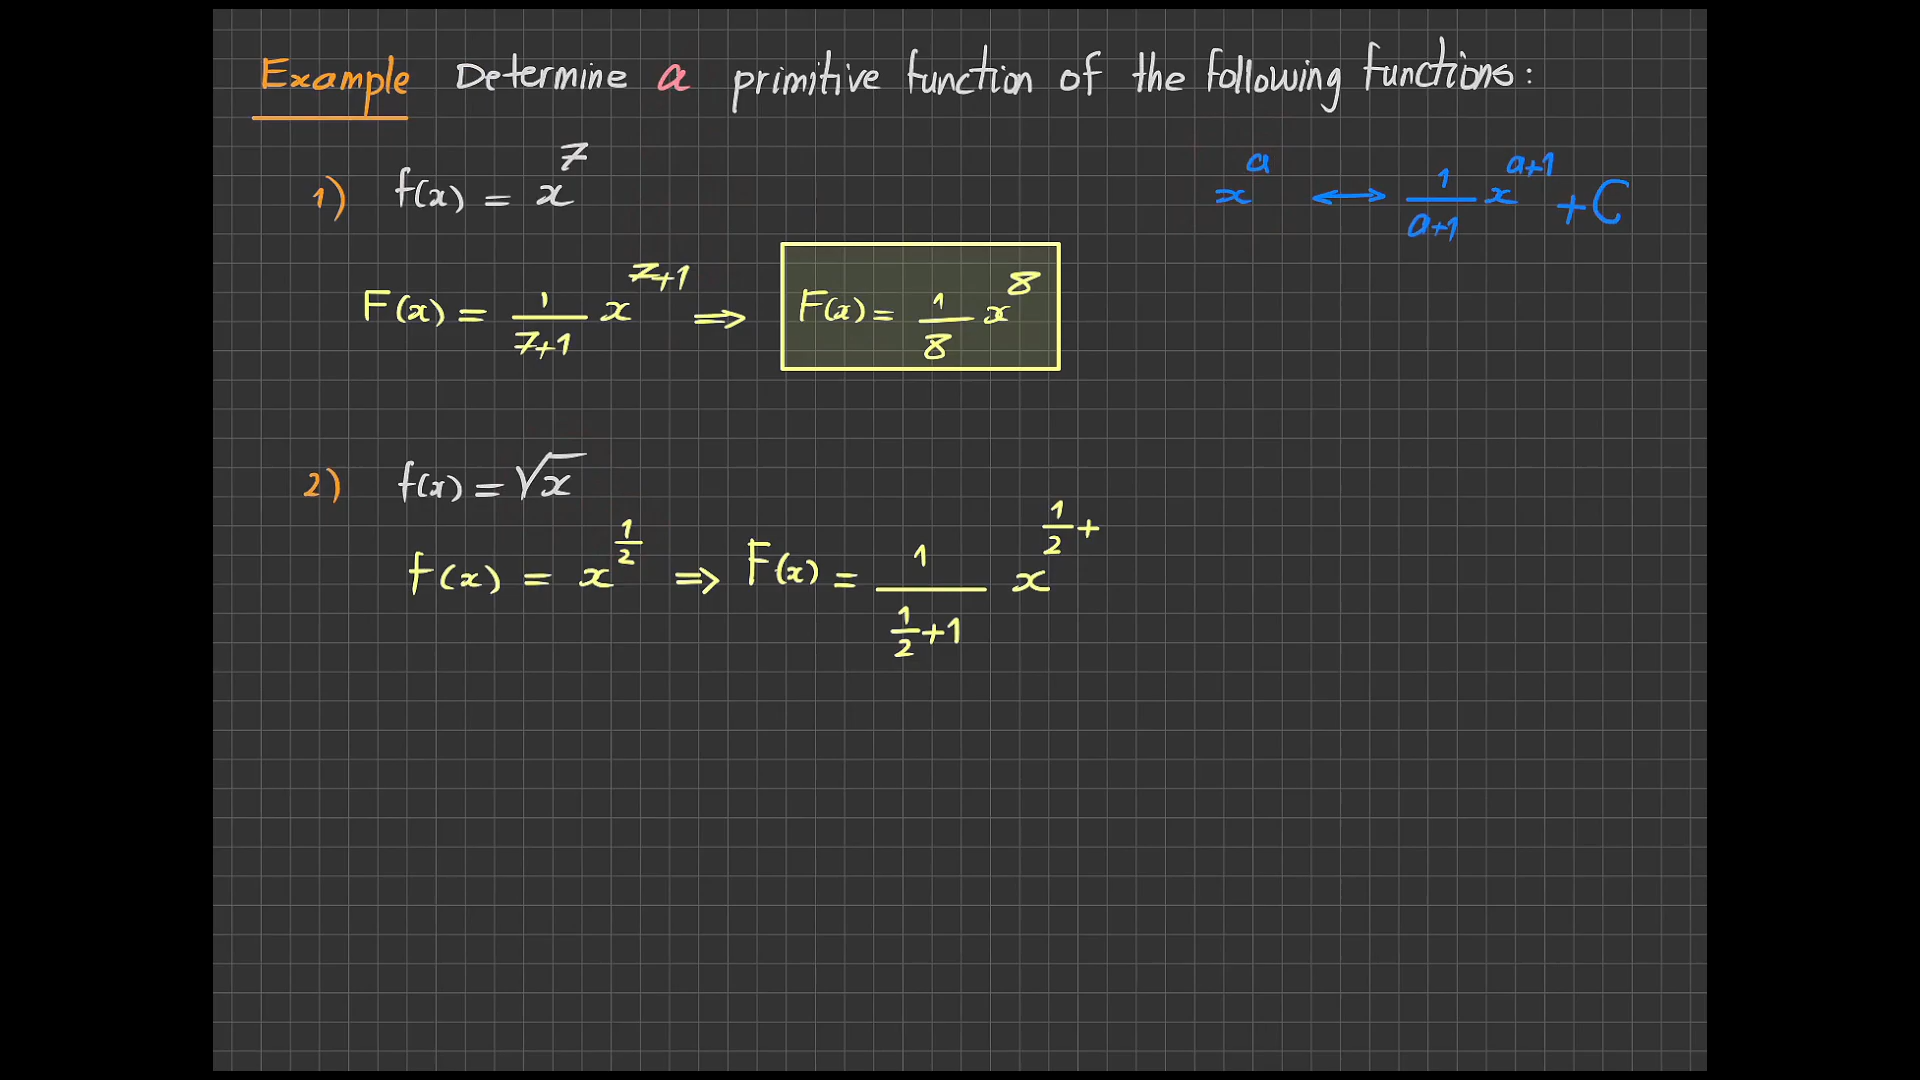 Example Determine a primitive function of the following functions:
1) f(x) = x^7
x^a ⟷ 1/(a+1) x^(a+1) + C
F(x) = 1/(7+1) x^(7+1) ⟹ F(x) = 1/8 x^8
2) f(x) = √x
f(x) = x^(1/2) ⟹ F(x) = 1/(1/2+1) x^(1/2+